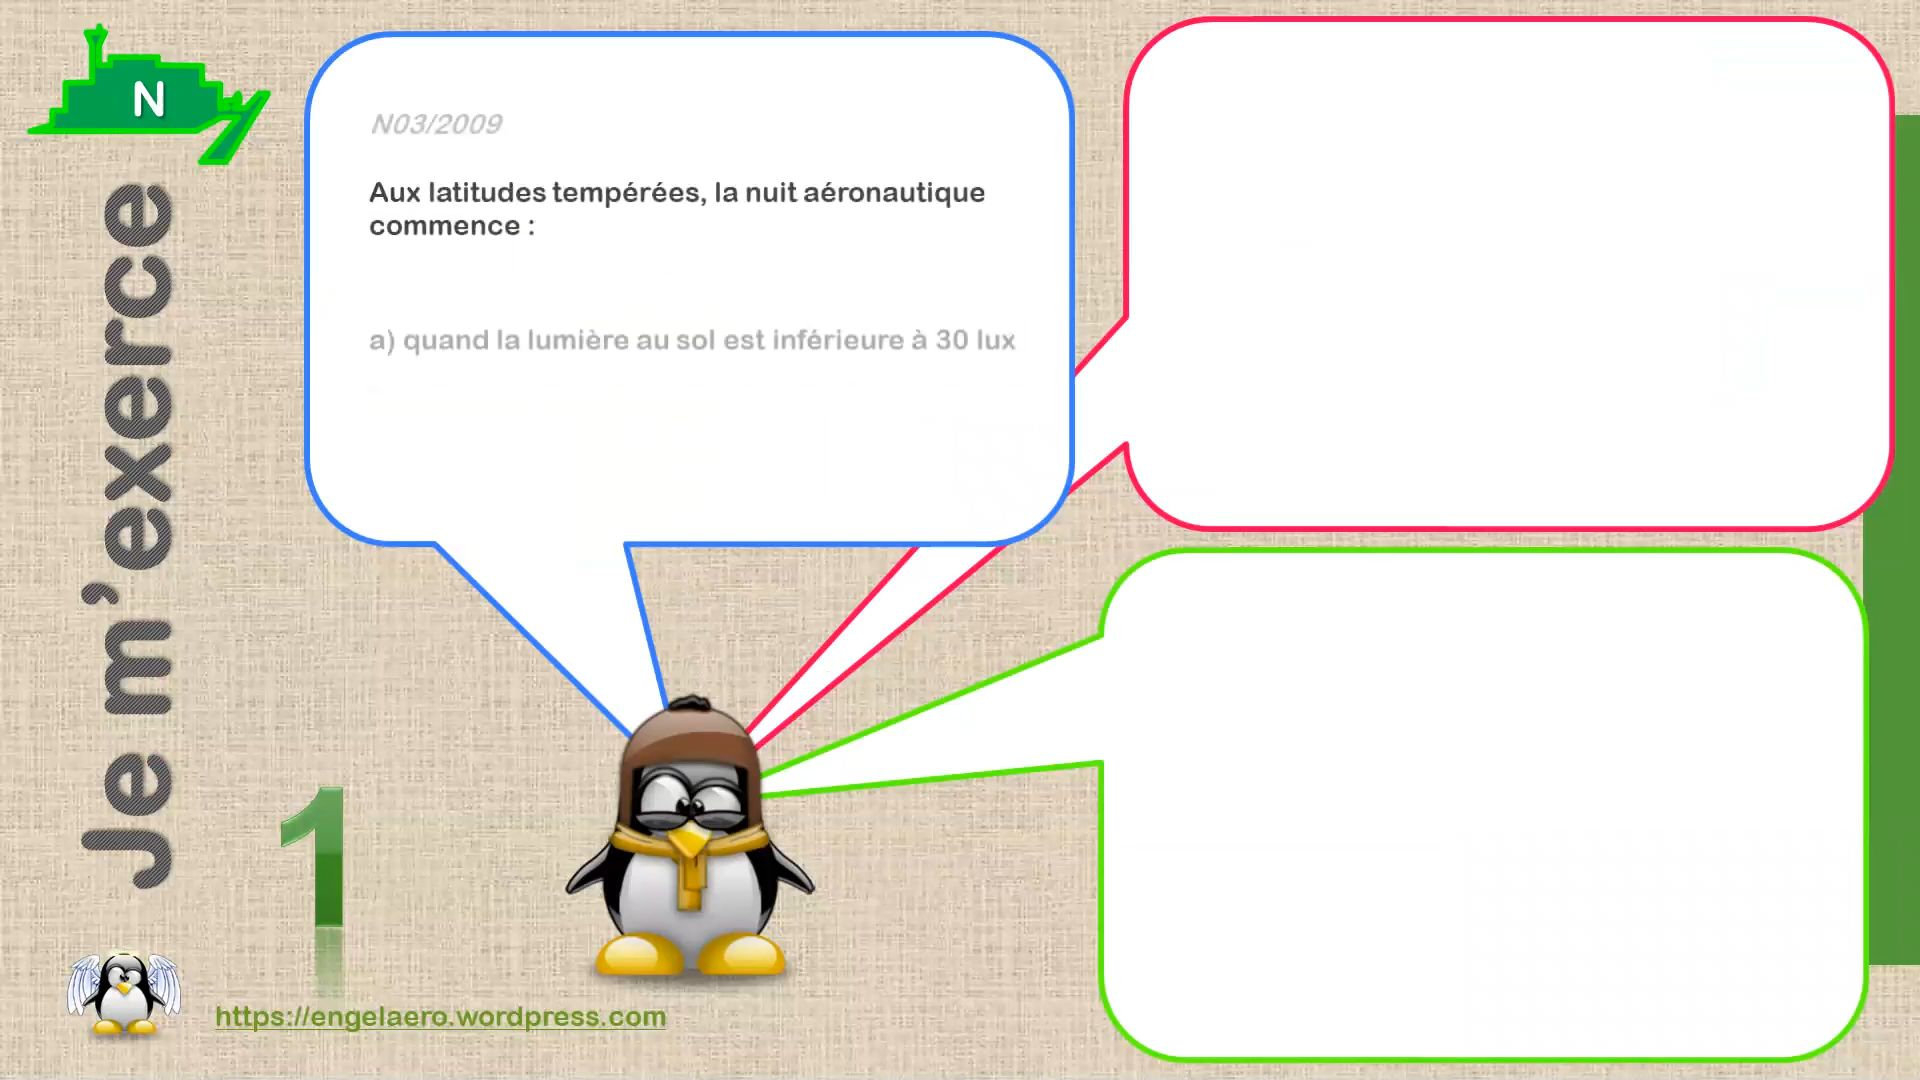 N
N03/2009
Aux latitudes tempérées, la nuit aéronautique
commence :
a) quand la lumière au sol est inférieure à 30 lux
Je m'exerce
1
https://engelaero.wordpress.com